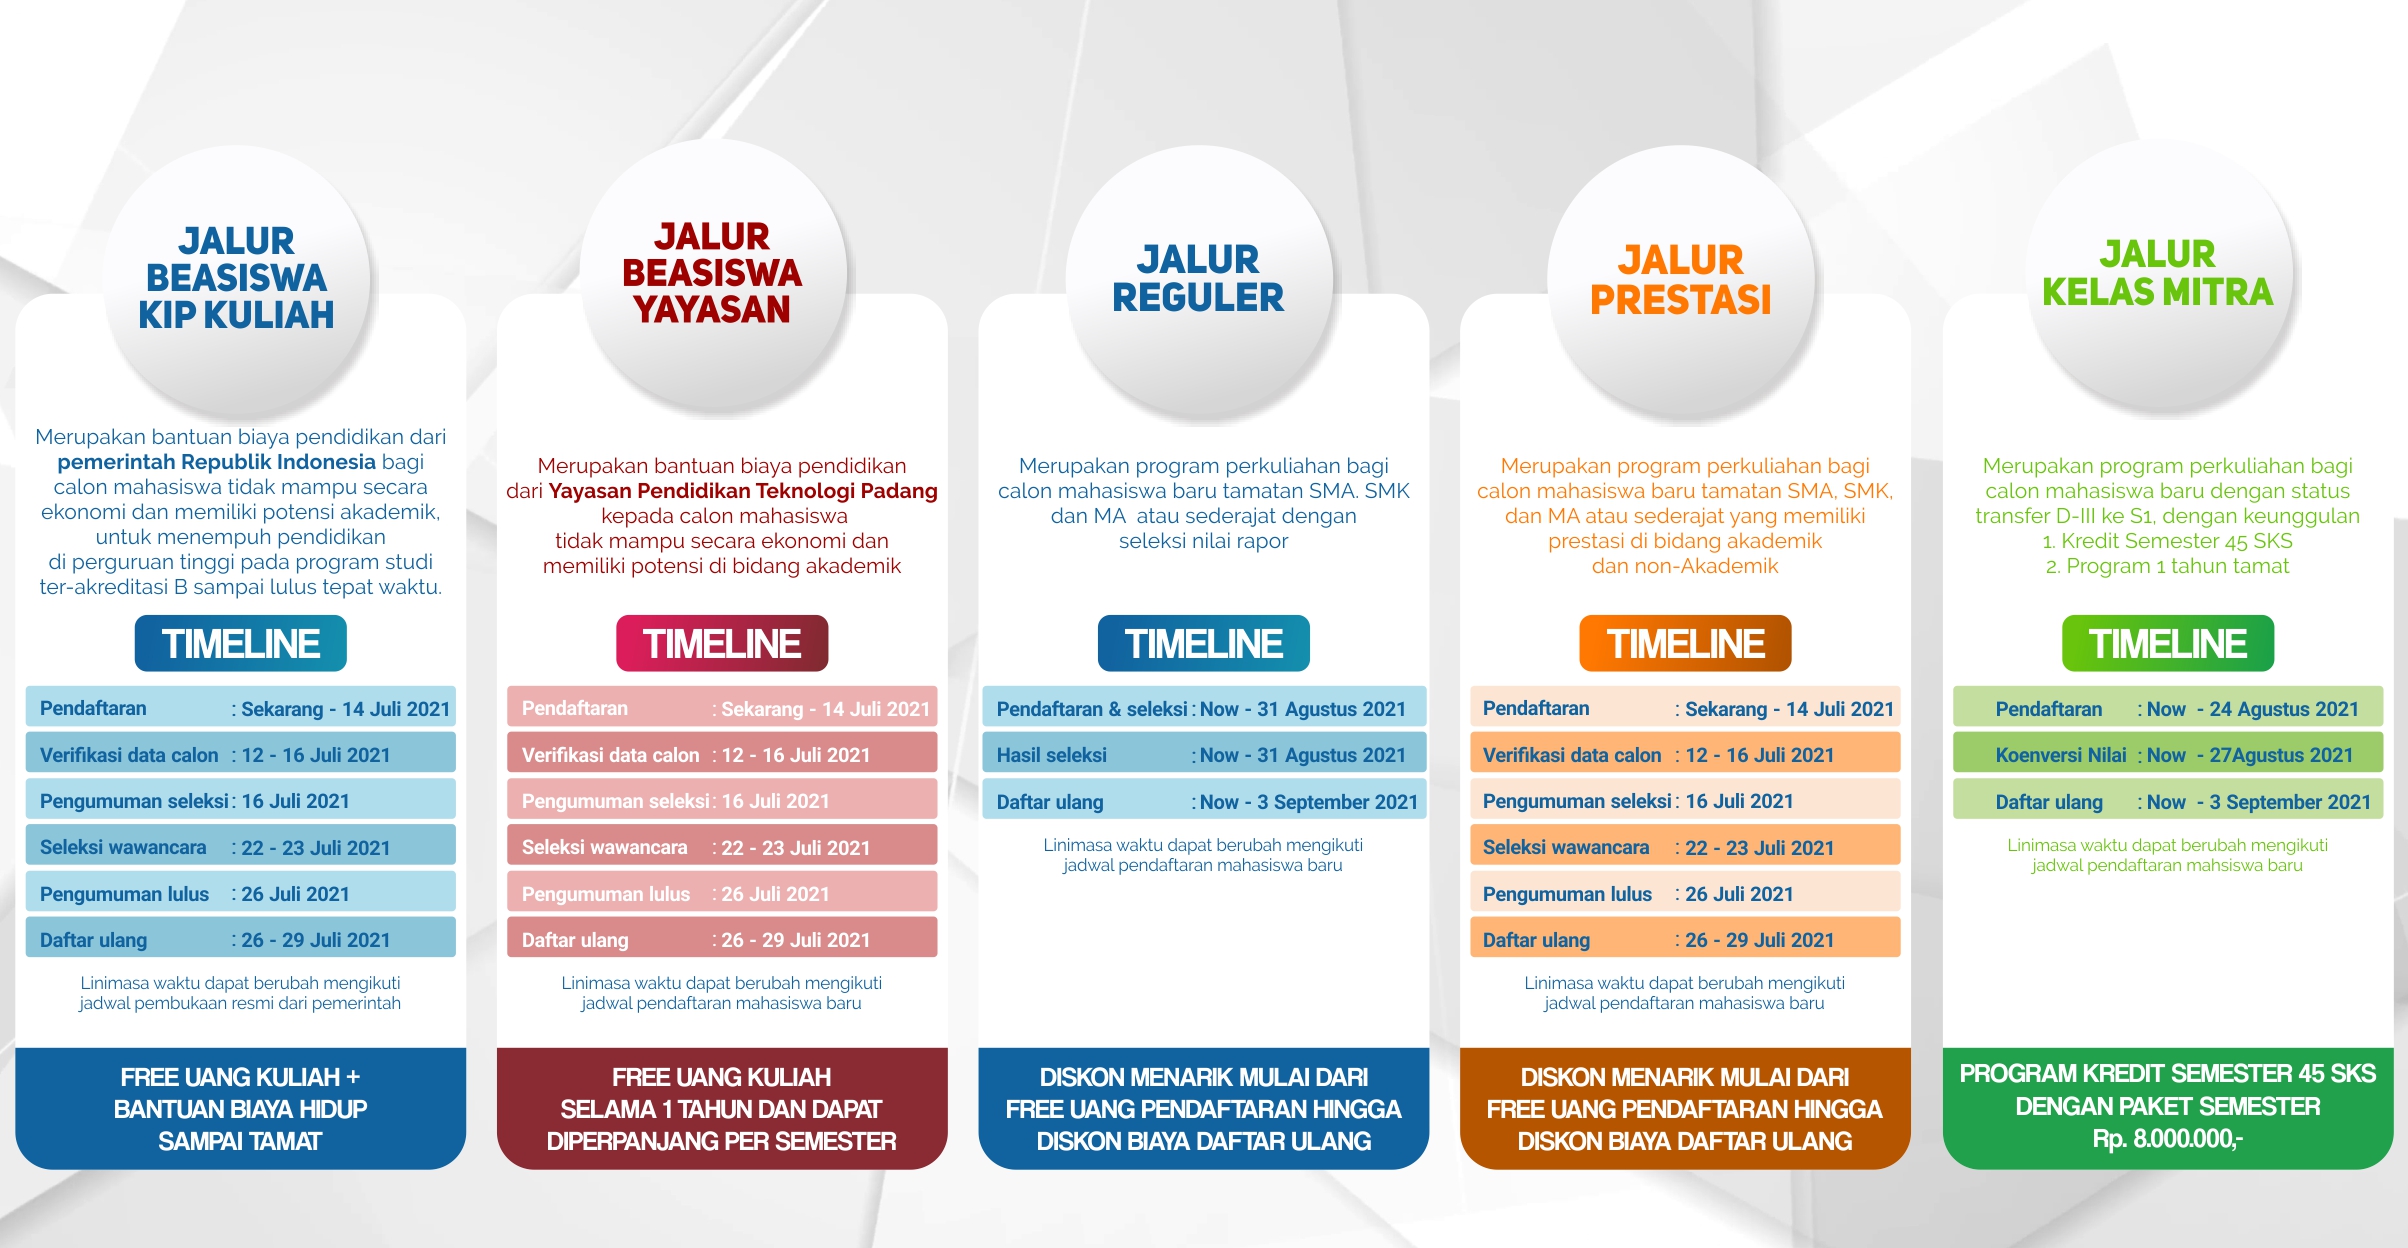 JALUR
BEASISWA
KIP KULIAH
Merupakan bantuan biaya pendidikan dari
pemerintah Republik Indonesia bagi
calon mahasiswa tidak mampu secara
ekonomi dan memiliki potensi akademik,
untuk menempuh pendidikan
di perguruan tinggi pada program studi
ter-akreditasi B sampai lulus tepat waktu.
TIMELINE
Pendaftaran : Sekarang - 14 Juli 2021
Verifikasi data calon : 12 - 16 Juli 2021
Pengumuman seleksi : 16 Juli 2021
Seleksi wawancara : 22 - 23 Juli 2021
Pengumuman lulus : 26 Juli 2021
Daftar ulang : 26 - 29 Juli 2021
Linimasa waktu dapat berubah mengikuti
jadwal pembukaan resmi dari pemerintah
FREE UANG KULIAH +
BANTUAN BIAYA HIDUP
SAMPAI TAMAT
JALUR
BEASISWA
YAYASAN
Merupakan bantuan biaya pendidikan
dari Yayasan Pendidikan Teknologi Padang
kepada calon mahasiswa
tidak mampu secara ekonomi dan
memiliki potensi di bidang akademik
TIMELINE
Pendaftaran : Sekarang - 14 Juli 2021
Verifikasi data calon : 12 - 16 Juli 2021
Pengumuman seleksi : 16 Juli 2021
Seleksi wawancara : 22 - 23 Juli 2021
Pengumuman lulus : 26 Juli 2021
Daftar ulang : 26 - 29 Juli 2021
Linimasa waktu dapat berubah mengikuti
jadwal pendaftaran mahasiswa baru
FREE UANG KULIAH
SELAMA 1 TAHUN DAN DAPAT
DIPERPANJANG PER SEMESTER
JALUR
REGULER
Merupakan program perkuliahan bagi
calon mahasiswa baru tamatan SMA. SMK
dan MA atau sederajat dengan
seleksi nilai rapor
TIMELINE
Pendaftaran & seleksi : Now - 31 Agustus 2021
Hasil seleksi : Now - 31 Agustus 2021
Daftar ulang : Now - 3 September 2021
Linimasa waktu dapat berubah mengikuti
jadwal pendaftaran mahasiswa baru
DISKON MENARIK MULAI DARI
FREE UANG PENDAFTARAN HINGGA
DISKON BIAYA DAFTAR ULANG
JALUR
PRESTASI
Merupakan program perkuliahan bagi
calon mahasiswa baru tamatan SMA, SMK,
dan MA atau sederajat yang memiliki
prestasi di bidang akademik
dan non-Akademik
TIMELINE
Pendaftaran : Sekarang - 14 Juli 2021
Verifikasi data calon : 12 - 16 Juli 2021
Pengumuman seleksi : 16 Juli 2021
Seleksi wawancara : 22 - 23 Juli 2021
Pengumuman lulus : 26 Juli 2021
Daftar ulang : 26 - 29 Juli 2021
Linimasa waktu dapat berubah mengikuti
jadwal pendaftaran mahasiswa baru
DISKON MENARIK MULAI DARI
FREE UANG PENDAFTARAN HINGGA
DISKON BIAYA DAFTAR ULANG
JALUR
KELAS MITRA
Merupakan program perkuliahan bagi
calon mahasiswa baru dengan status
transfer D-III ke S1, dengan keunggulan
1. Kredit Semester 45 SKS
2. Program 1 tahun tamat
TIMELINE
Pendaftaran : Now - 24 Agustus 2021
Koenversi Nilai : Now - 27Agustus 2021
Daftar ulang : Now - 3 September 2021
Linimasa waktu dapat berubah mengikuti
jadwal pendaftaran mahsiswa baru
PROGRAM KREDIT SEMESTER 45 SKS
DENGAN PAKET SEMESTER
Rp. 8.000.000,-